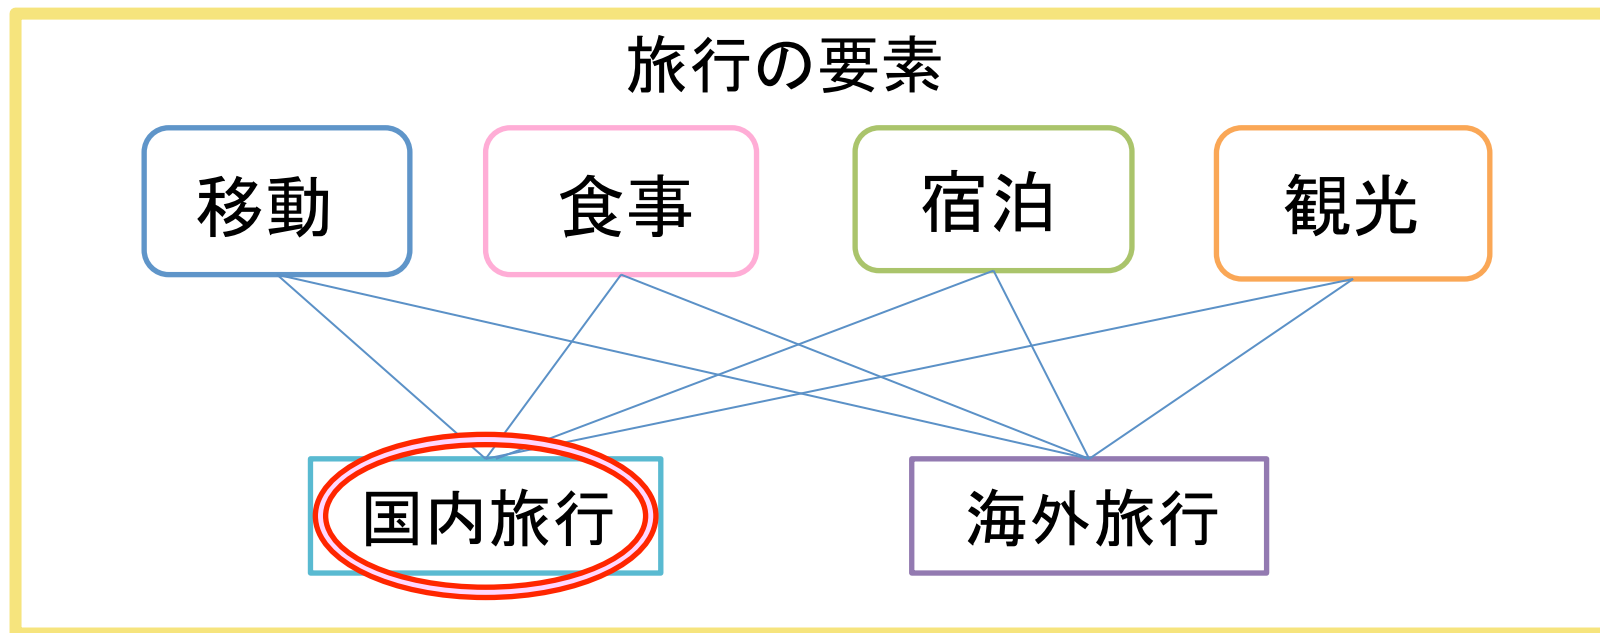 旅行の要素
移動
食事
宿泊
観光
国内旅行
海外旅行